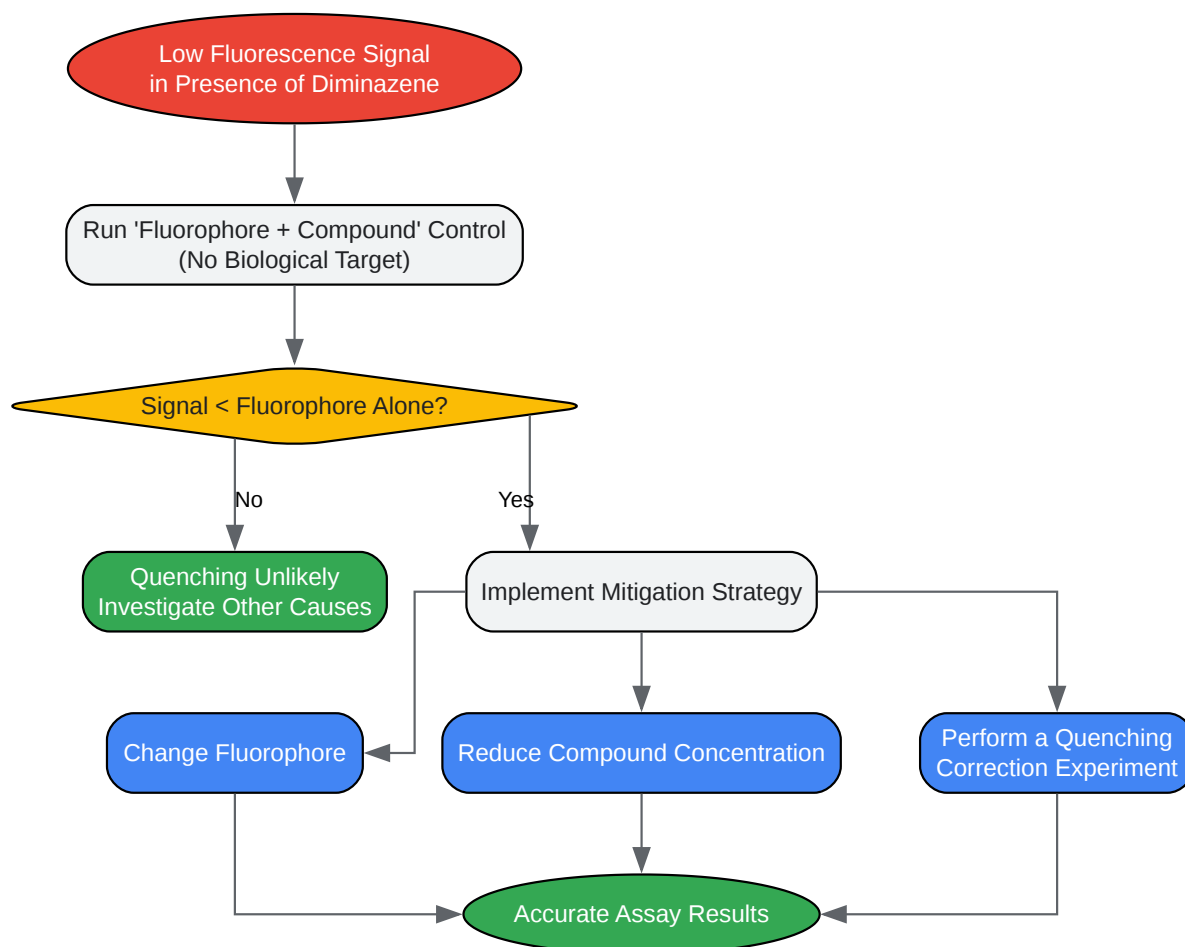 Low Fluorescence Signal
in Presence of Diminazene
Run 'Fluorophore + Compound' Control
(No Biological Target)
Signal < Fluorophore Alone?
No
Yes
Quenching Unlikely
Investigate Other Causes
Implement Mitigation Strategy
Change Fluorophore
Reduce Compound Concentration
Perform a Quenching
Correction Experiment
Accurate Assay Results